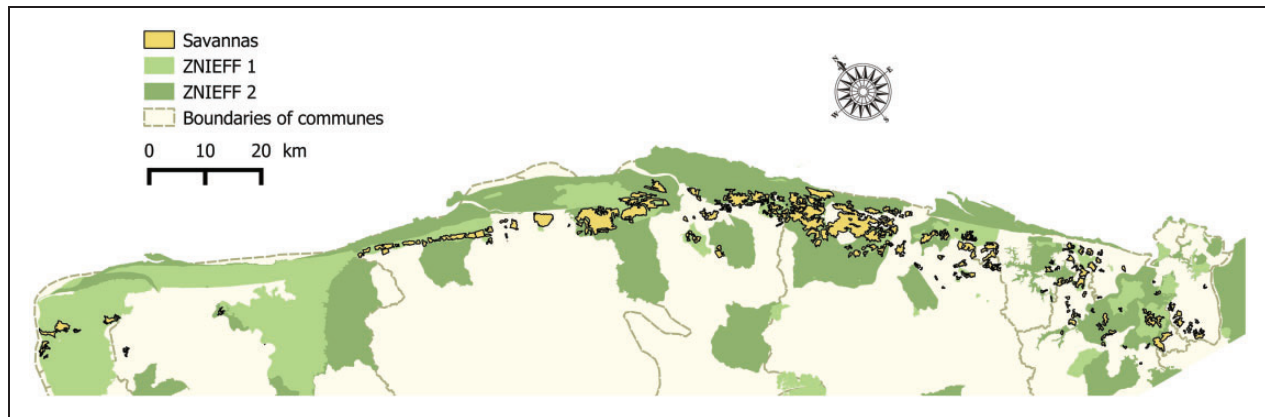 Savannas
ZNIEFF 1
ZNIEFF 2
Boundaries of communes
0 10 20 km
N
E
W
S